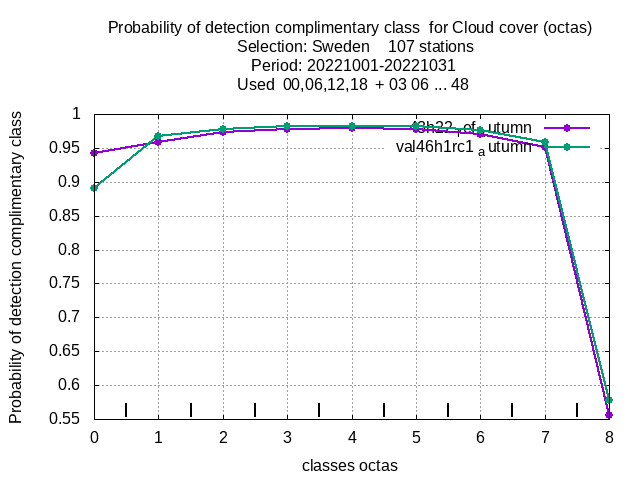 Probability of detection complimentary class for Cloud cover (octas)
Selection: Sweden 107 stations
Period: 20221001-20221031
Used 00,06,12,18 + 03 06 ... 48
Probability of detection complimentary class
1
0.95
0.9
0.85
0.8
0.75
0.7
0.65
0.6
0.55
utumn
val46h1rc1 a utumn
0 1 2 3 4 5 6 7 8
classes octas